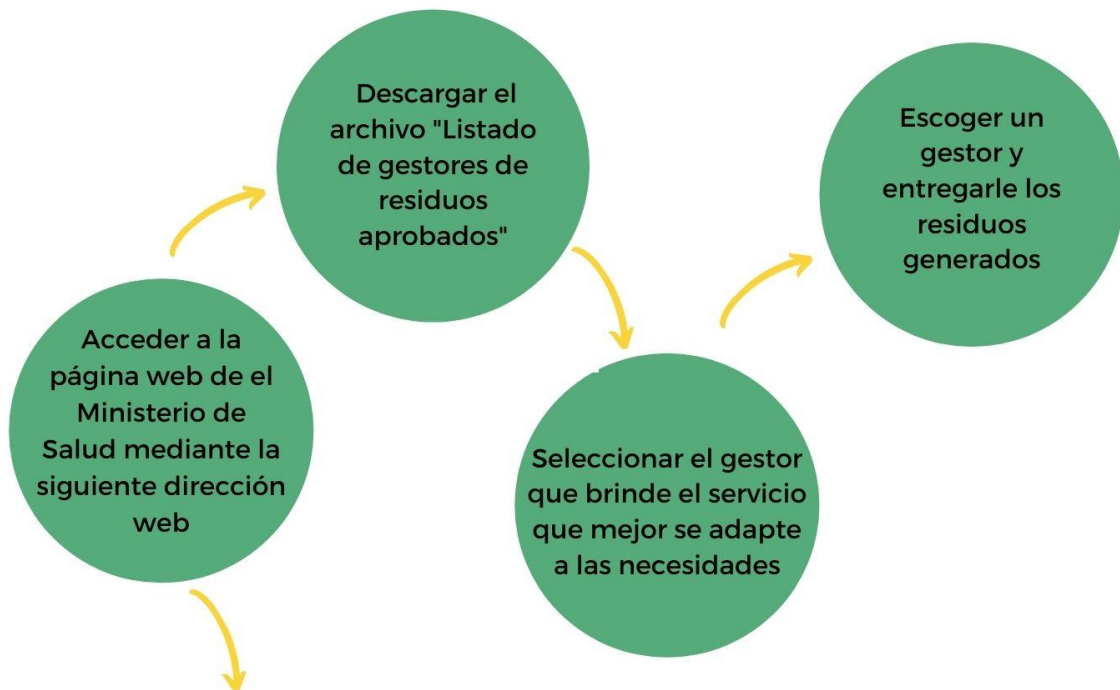 Acceder a la
página web de el
Ministerio de
Salud mediante la
siguiente dirección
web
Descargar el
archivo "Listado
de gestores de
residuos
aprobados"
Seleccionar el gestor
que brinde el servicio
que mejor se adapte
a las necesidades
Escoger un
gestor y
entregarle los
residuos
generados